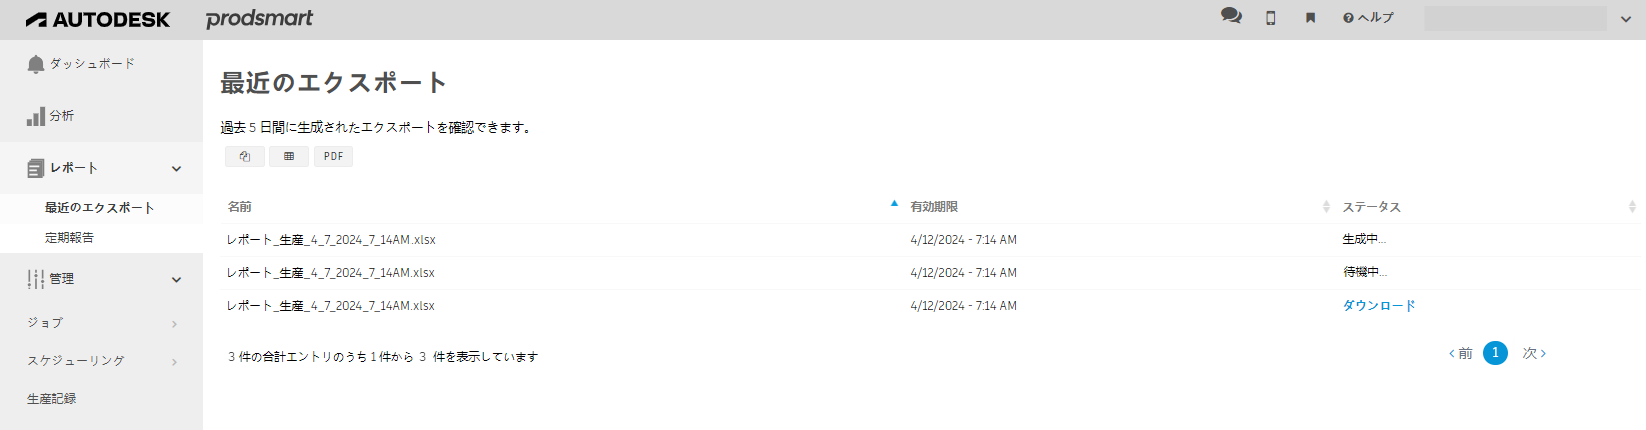 AUTODESK prodsmart ヘルプ
ダッシュボード
分析
レポート
最近のエクスポート
定期報告
管理
ジョブ
スケジューリング
生産記録
最近のエクスポート
過去 5 日間に生成されたエクスポートを確認できます。
PDF
名前 有効期限 ステータス
レポート_生産_4_7_2024_7_14AM.xlsx 4/12/2024 - 7:14 AM 生成中...
レポート_生産_4_7_2024_7_14AM.xlsx 4/12/2024 - 7:14 AM 待機中...
レポート_生産_4_7_2024_7_14AM.xlsx 4/12/2024 - 7:14 AM ダウンロード
3 件の合計エントリのうち 1 件から 3 件を表示しています
前 1 次